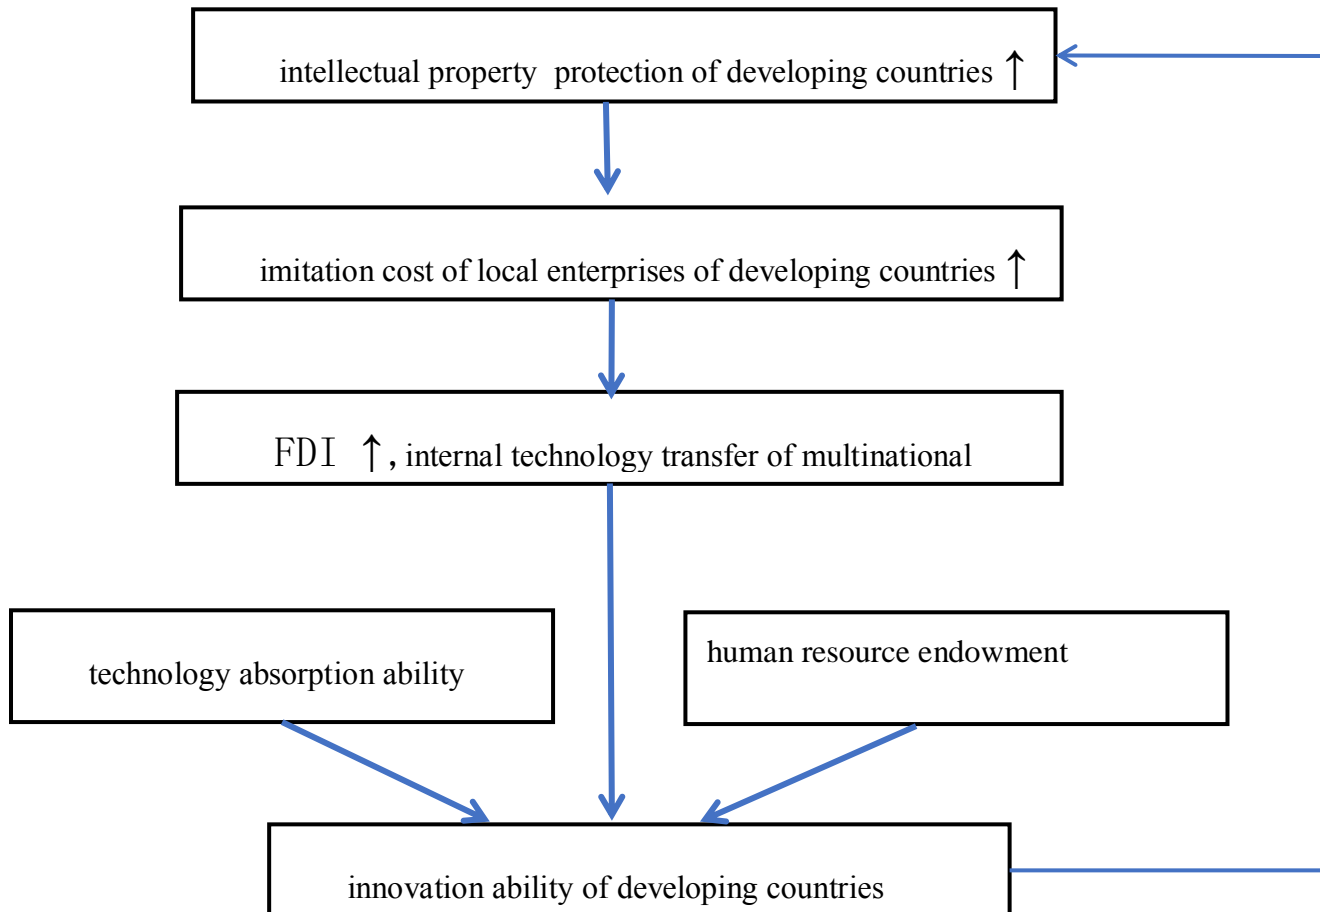 intellectual property protection of developing countries ↑
imitation cost of local enterprises of developing countries ↑
FDI ↑, internal technology transfer of multinational
technology absorption ability
human resource endowment
innovation ability of developing countries